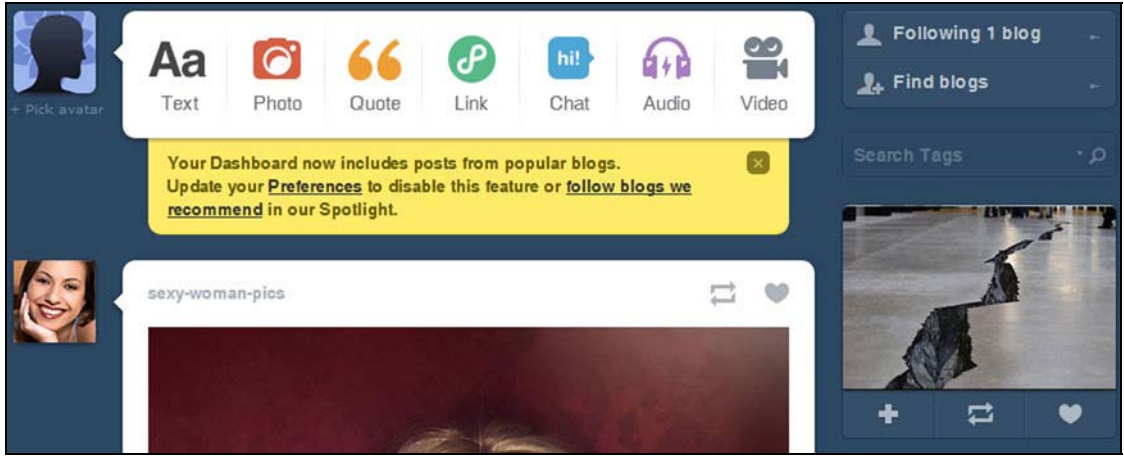 Aa
hi!
Text Photo Quote Link Chat Audio Video
+ Pick avatar
Your Dashboard now includes posts from popular blogs.
Update your Preferences to disable this feature or follow blogs we
recommend in our Spotlight.
sexy-woman-pics
Following 1 blog
Find blogs
Search Tags